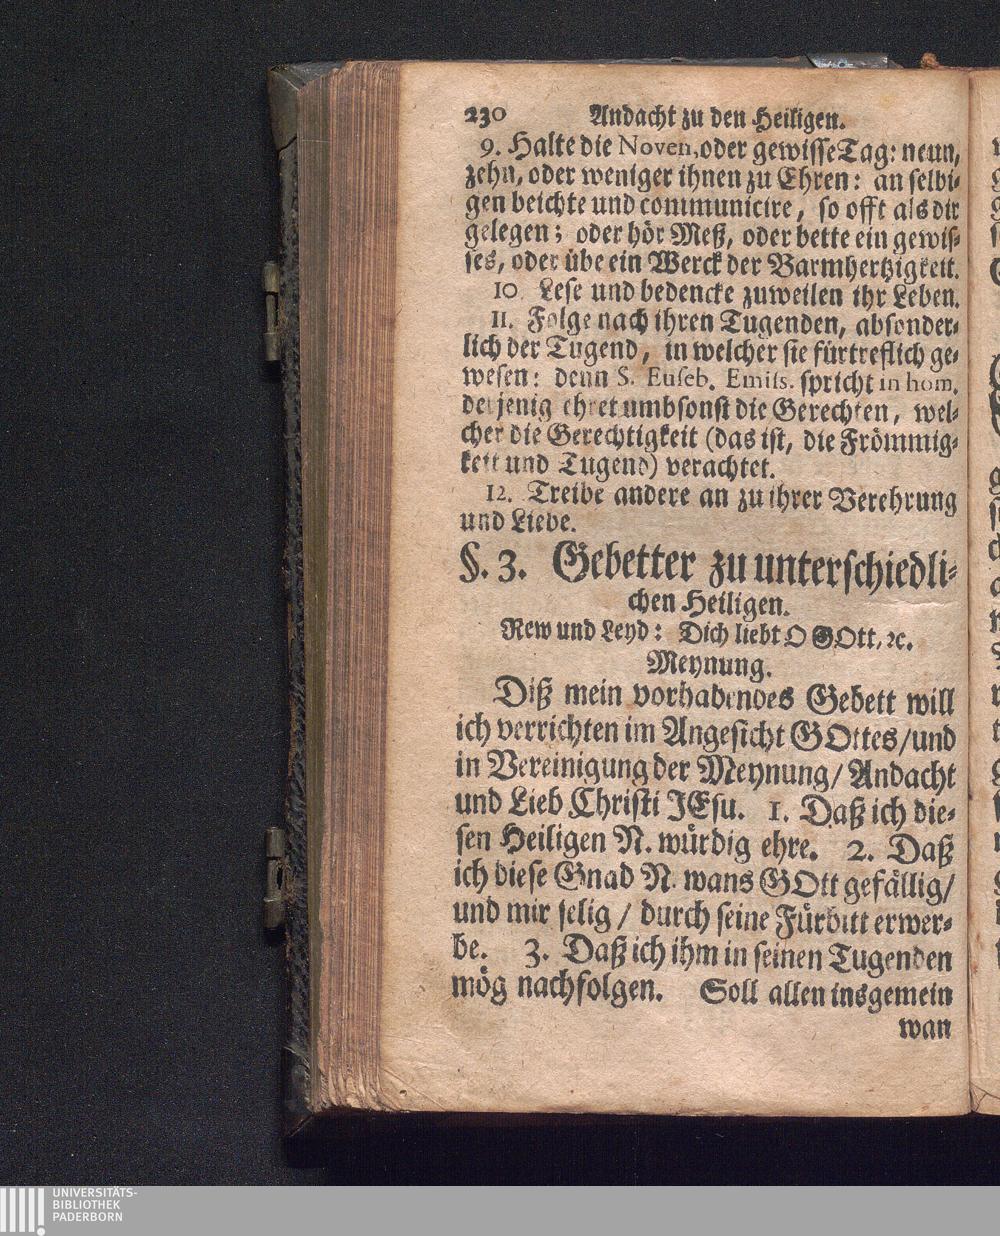 230 Andacht zu den Heiligen.
9. Halte die Noven, oder gewisse Tag: neun,
zehn, oder weniger ihnen zu Ehren: an selbi-
gen beichte und communicire, so offt als dir
gelegen; oder hör Meß, oder bette ein gewis-
ses, oder übe ein Werck der Barmhertzigkeit.
10. Lese und bedencke zuweilen ihr Leben.
11. Folge nach ihren Tugenden, absonder-
lich der Tugend, in welcher sie fürtreflich ge-
wesen: denn S. Euseb. Emiss. spricht in hom.
derjenig ehret umbsonst die Gerechten, wel-
cher die Gerechtigkeit (das ist, die Frömmig-
keit und Tugend) verachtet.
12. Treibe andere an zu ihrer Verehrung
und Liebe.
§. 3. Gebetter zu unterschiedli-
chen Heiligen.
Rew und Leyd: Dich liebt O GOtt, ꝛc.
Meynung.
Diß mein vorhabendes Gebett will
ich verrichten im Angesicht GOttes/und
in Vereinigung der Meynung/ Andacht
und Lieb Christi JEsu. 1. Daß ich die-
sen Heiligen N. würdig ehre. 2. Daß
ich diese Gnad N. wans GOtt gefällig/
und mir selig / durch seine Fürbitt erwer-
be. 3. Daß ich ihm in seinen Tugenden
mög nachfolgen. Soll allen insgemein
wan
UNIVERSITÄTS-
BIBLIOTHEK
PADERBORN